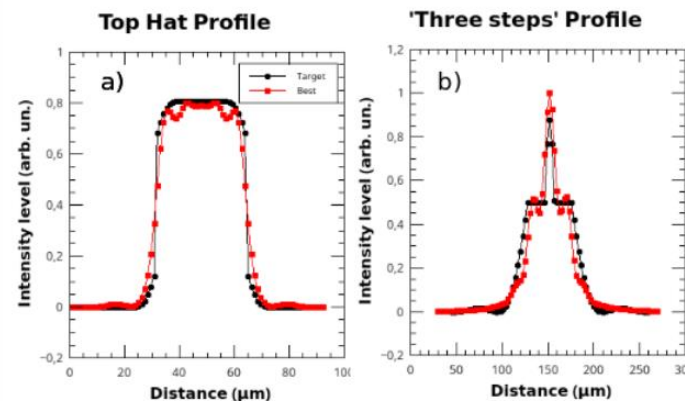 Top Hat Profile
'Three steps' Profile
a)
Target
Best
b)
Intensity level (arb. un.)
1
0,8
0,6
0,4
0,2
0
-0,2
0
20
40
60
80
Distance (μm)
Intensity level (arb. un.)
1,2
1
0,8
0,6
0,4
0,2
0
-0,2
0
50
100
150
200
250
Distance (μm)